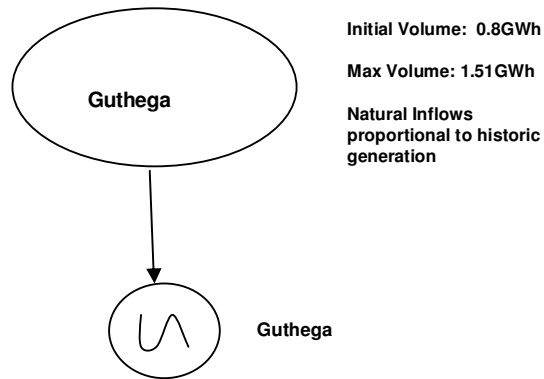 Guthega
Initial Volume: 0.8GWh
Max Volume: 1.51GWh
Natural Inflows
proportional to historic
generation
Guthega